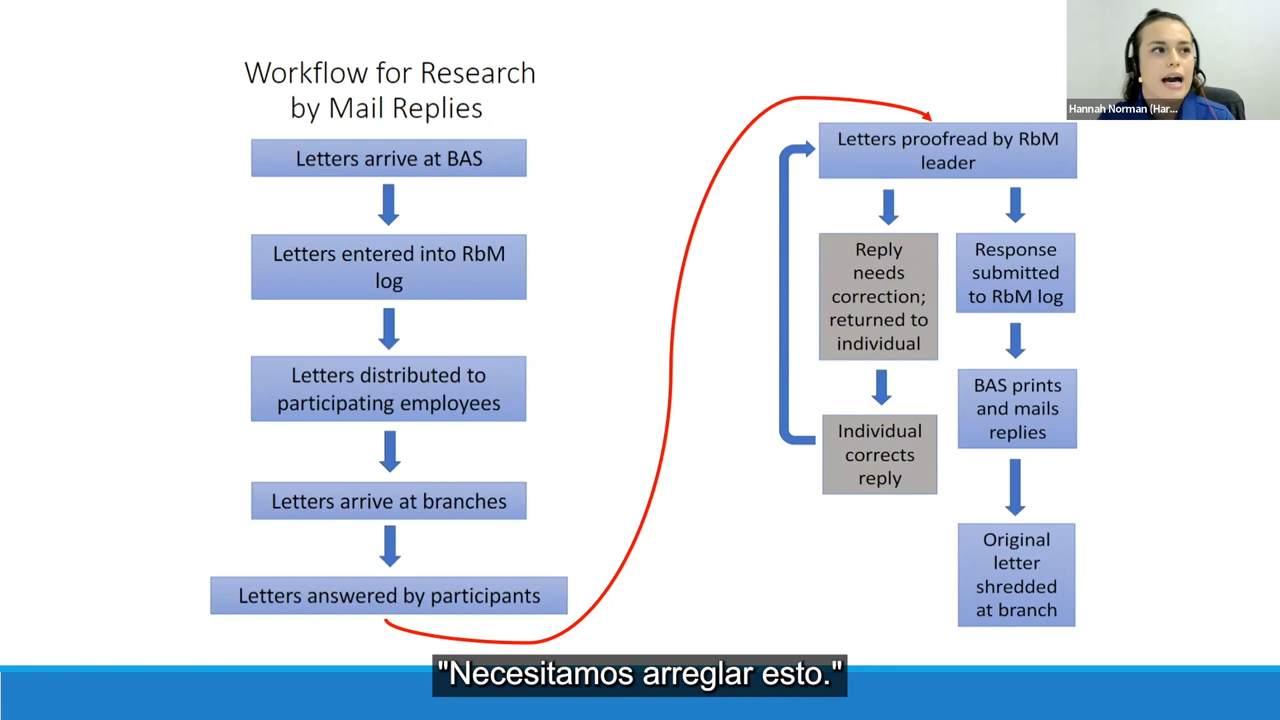 Workflow for Research
by Mail Replies
Letters arrive at BAS
Letters entered into RbM
log
Letters distributed to
participating employees
Letters arrive at branches
Letters answered by participants
Letters proofread by RbM
leader
Reply
needs
correction;
returned to
individual
Individual
corrects
reply
Response
submitted
to RbM log
BAS prints
and mails
replies
Original
letter
shredded
at branch
Hannah Norman (Har...
"Necesitamos arreglar esto."